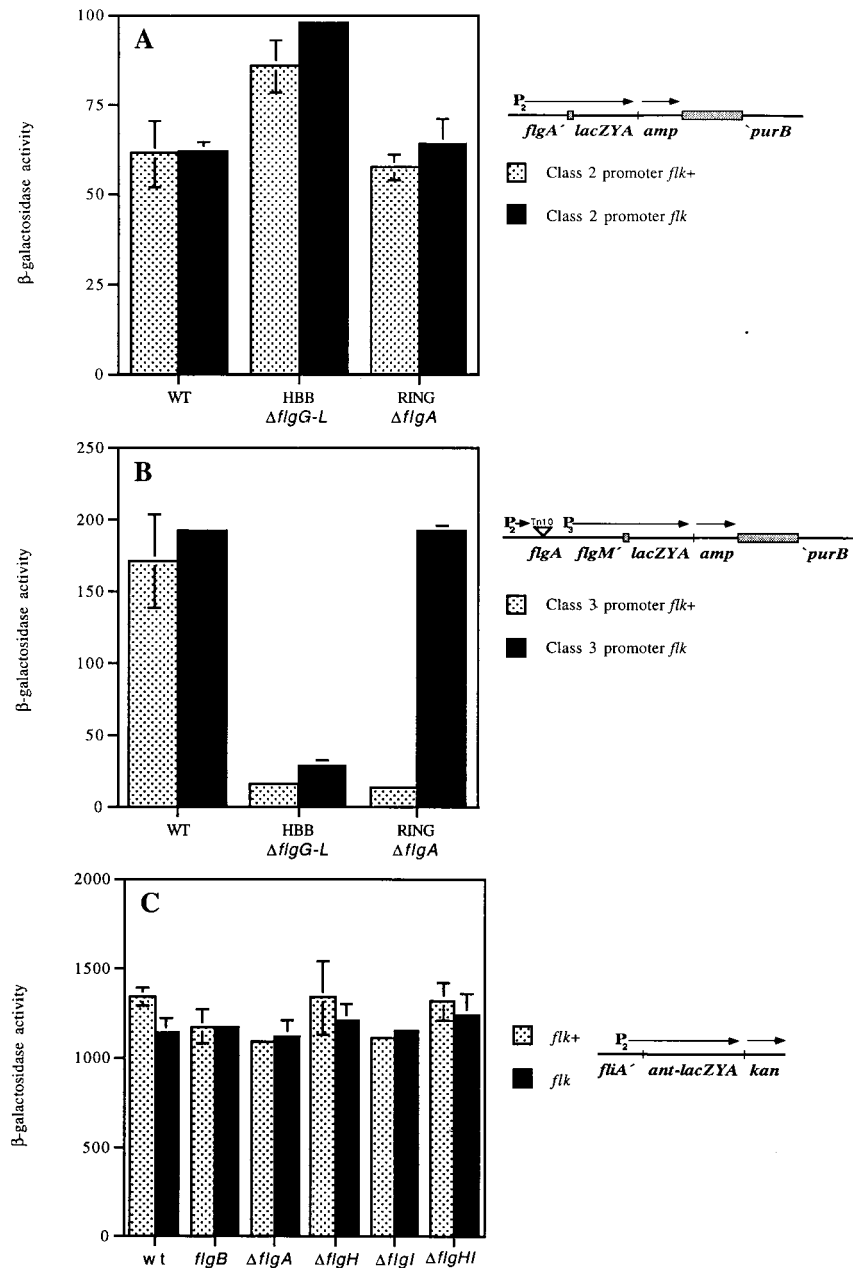 A
β-galactosidase activity
100
75
50
25
0
WT
HBB
ΔflgG-L
RING
ΔflgA
P2
flgA´ lacZYA amp `purB
Class 2 promoter flk+
Class 2 promoter flk
B
β-galactosidase activity
250
200
150
100
50
0
WT
HBB
ΔflgG-L
RING
ΔflgA
P2 Tn10 P3
flgA flgM´ lacZYA amp `purB
Class 3 promoter flk+
Class 3 promoter flk
C
β-galactosidase activity
2000
1500
1000
500
0
wt flgB ΔflgA ΔflgH ΔflgI ΔflgHI
flk+
flk
P2
fliA´ ant-lacZYA kan